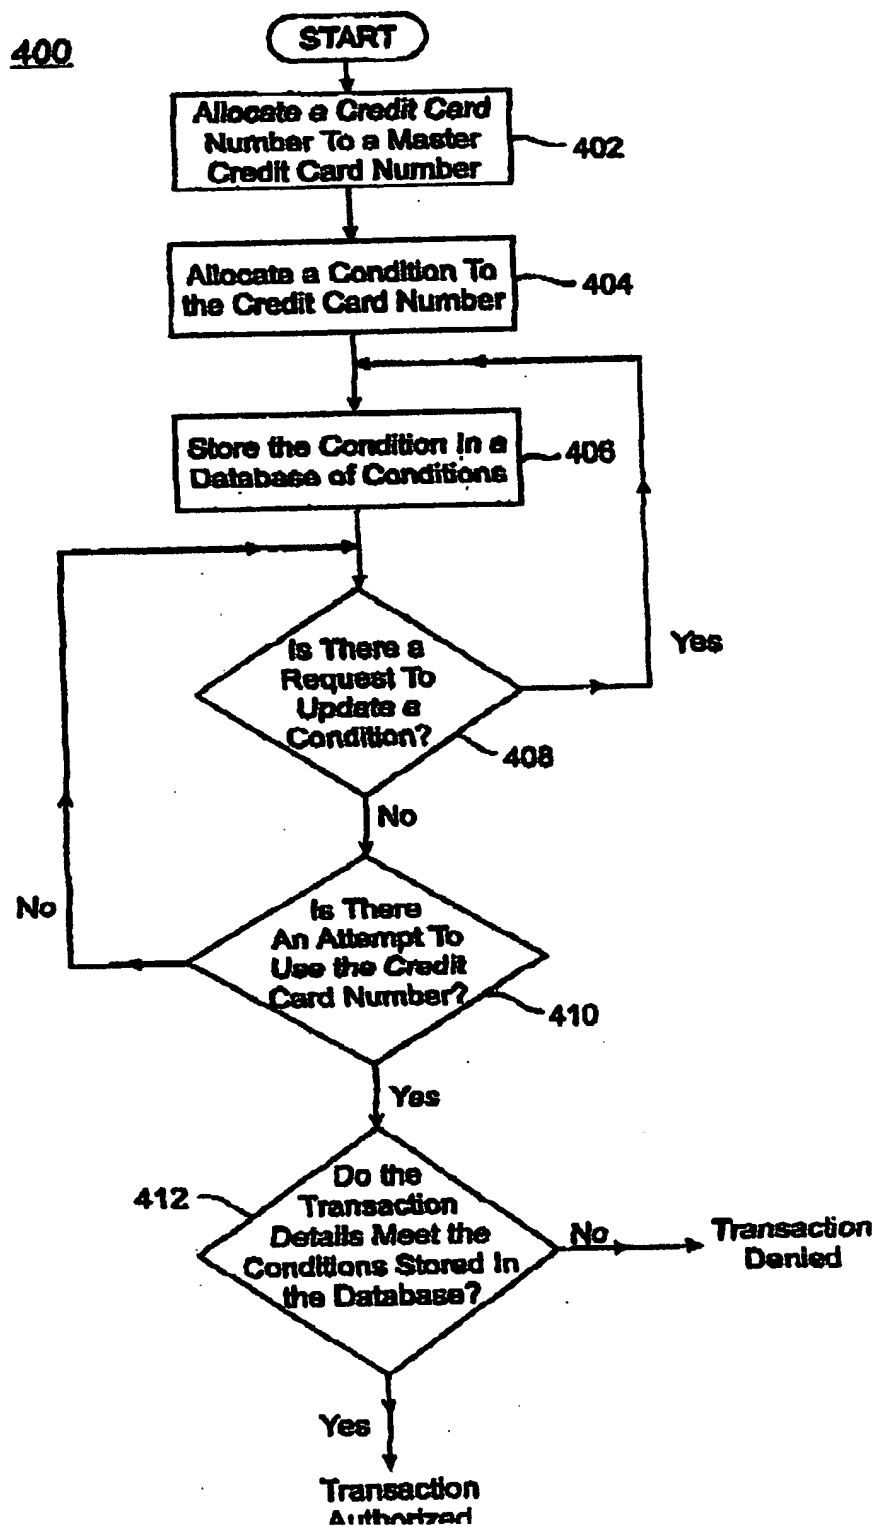 400
START
Allocate a Credit Card
Number To a Master
Credit Card Number
402
Allocate a Condition To
the Credit Card Number
404
Store the Condition In a
Database of Conditions
406
Is There a
Request To
Update a
Condition?
408
Yes
No
Is There
An Attempt To
Use the Credit
Card Number?
410
No
Yes
412
Do the
Transaction
Details Meet the
Conditions Stored In
the Database?
No
Transaction
Denied
Yes
Transaction
Authorized